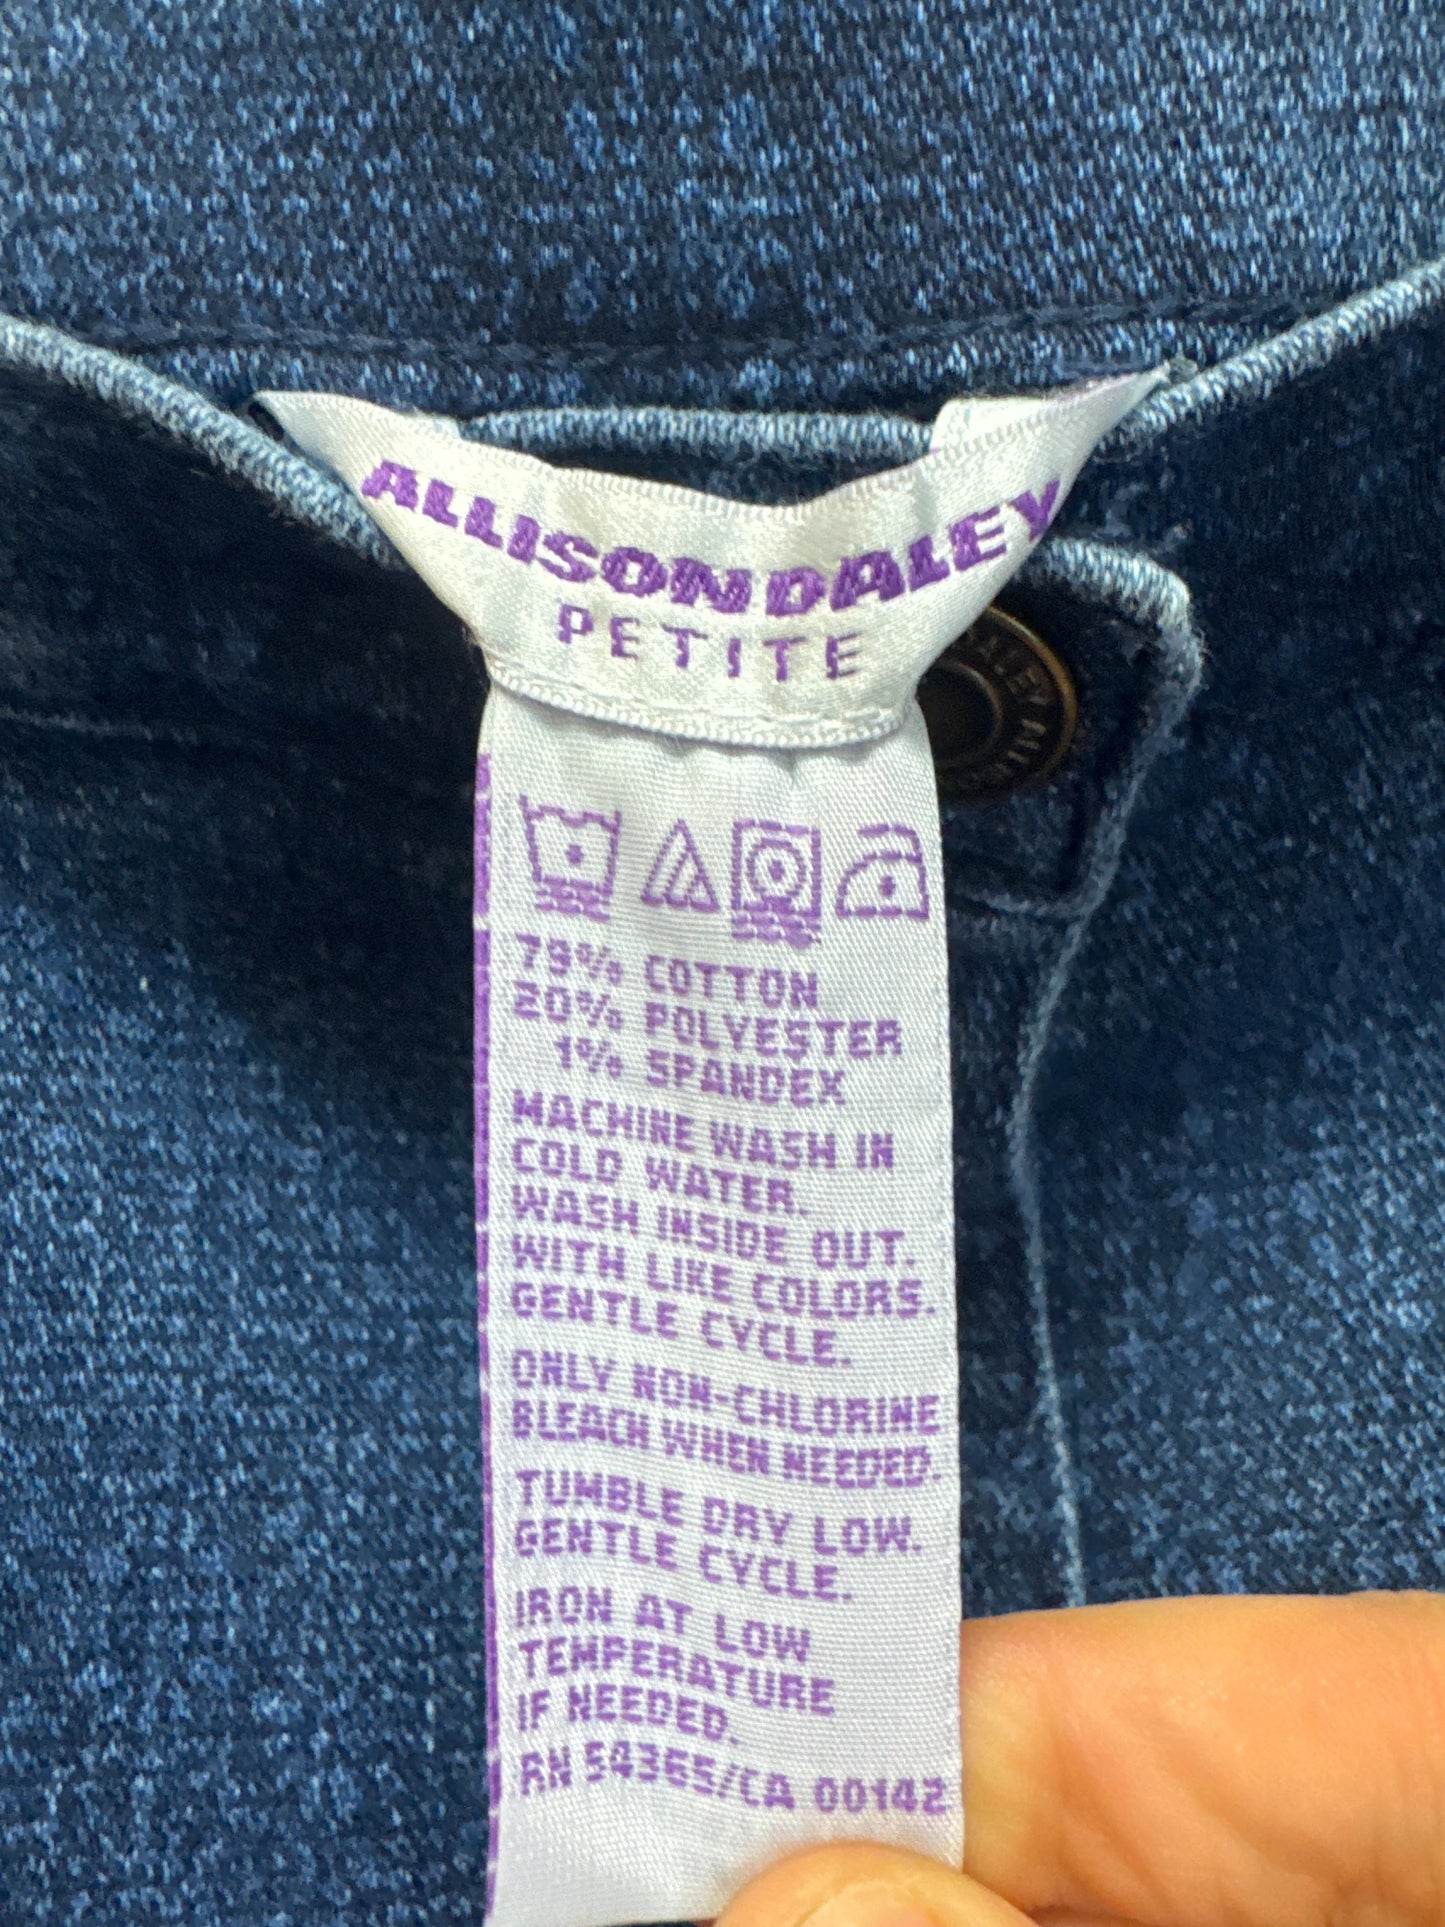 ALLISON DALEY
PETITE
79% COTTON
20% POLYESTER
1% SPANDEX
MACHINE WASH IN
COLD WATER.
WASH INSIDE OUT.
WITH LIKE COLORS.
GENTLE CYCLE.
ONLY NON-CHLORINE
BLEACH WHEN NEEDED.
TUMBLE DRY LOW.
GENTLE CYCLE.
IRON AT LOW
TEMPERATURE
IF NEEDED.
RN 54365/CA 00142